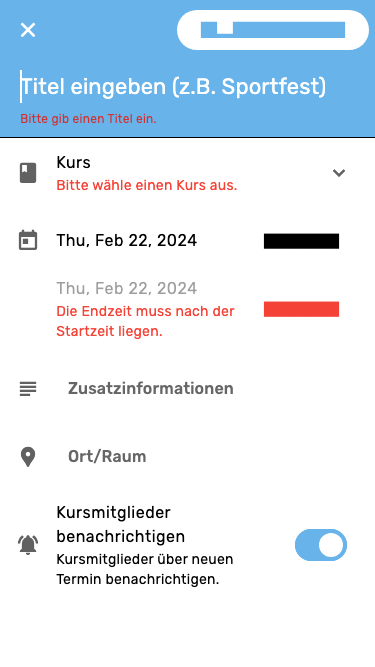 Titel eingeben (z.B. Sportfest)
Bitte gib einen Titel ein.
Kurs
Bitte wähle einen Kurs aus.
Thu, Feb 22, 2024
Thu, Feb 22, 2024
Die Endzeit muss nach der
Startzeit liegen.
Zusatzinformationen
Ort/Raum
Kursmitglieder
benachrichtigen
Kursmitglieder über neuen
Termin benachrichtigen.